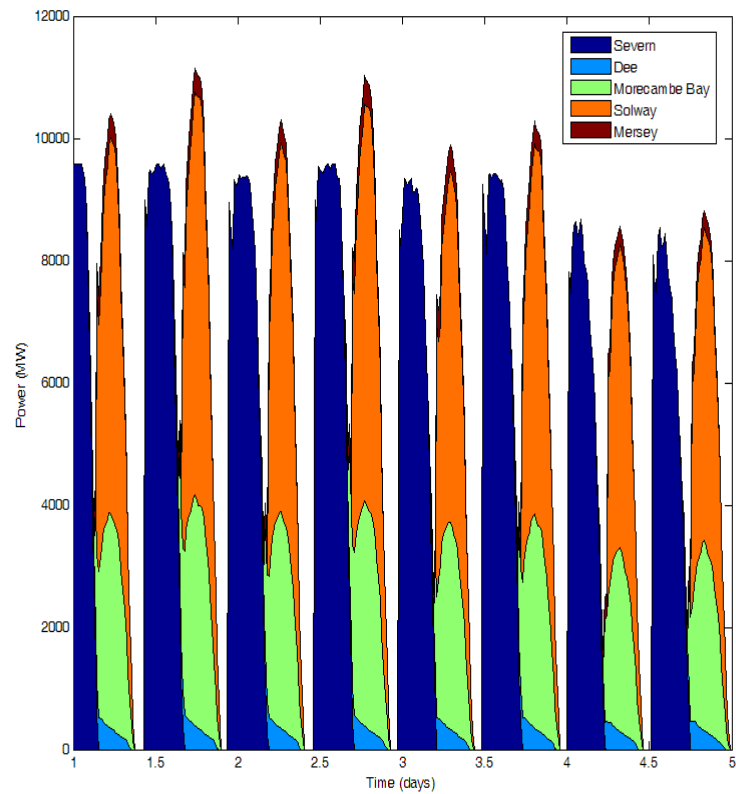 12000
10000
8000
6000
4000
2000
0
Power (MW)
Severn
Dee
Morecambe Bay
Solway
Mersey
1 1.5 2 2.5 3 3.5 4 4.5 5
Time (days)